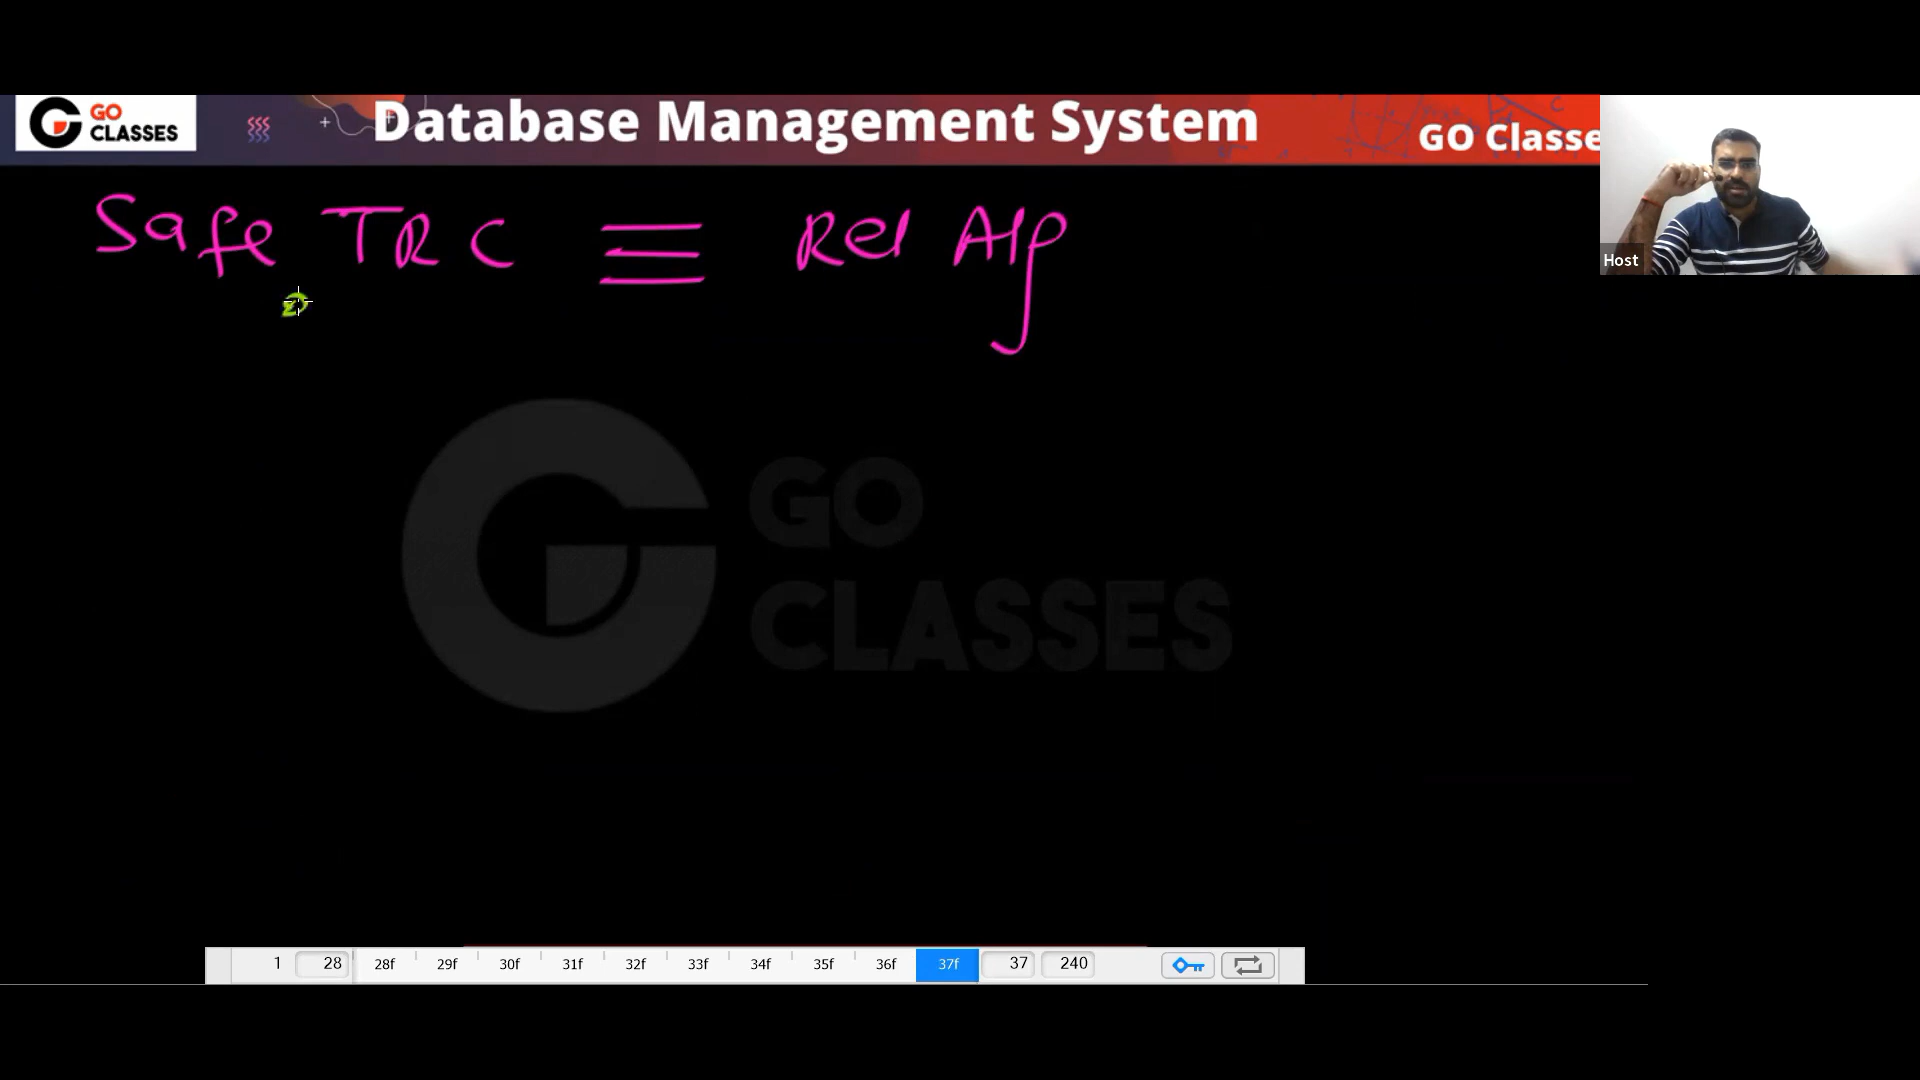 GO
CLASSES
Database Management System
GO Classe
Safe TRC ≡ Rel Alg
Host
GO
CLASSES
1 28 28f 29f 30f 31f 32f 33f 34f 35f 36f 37f 37 240